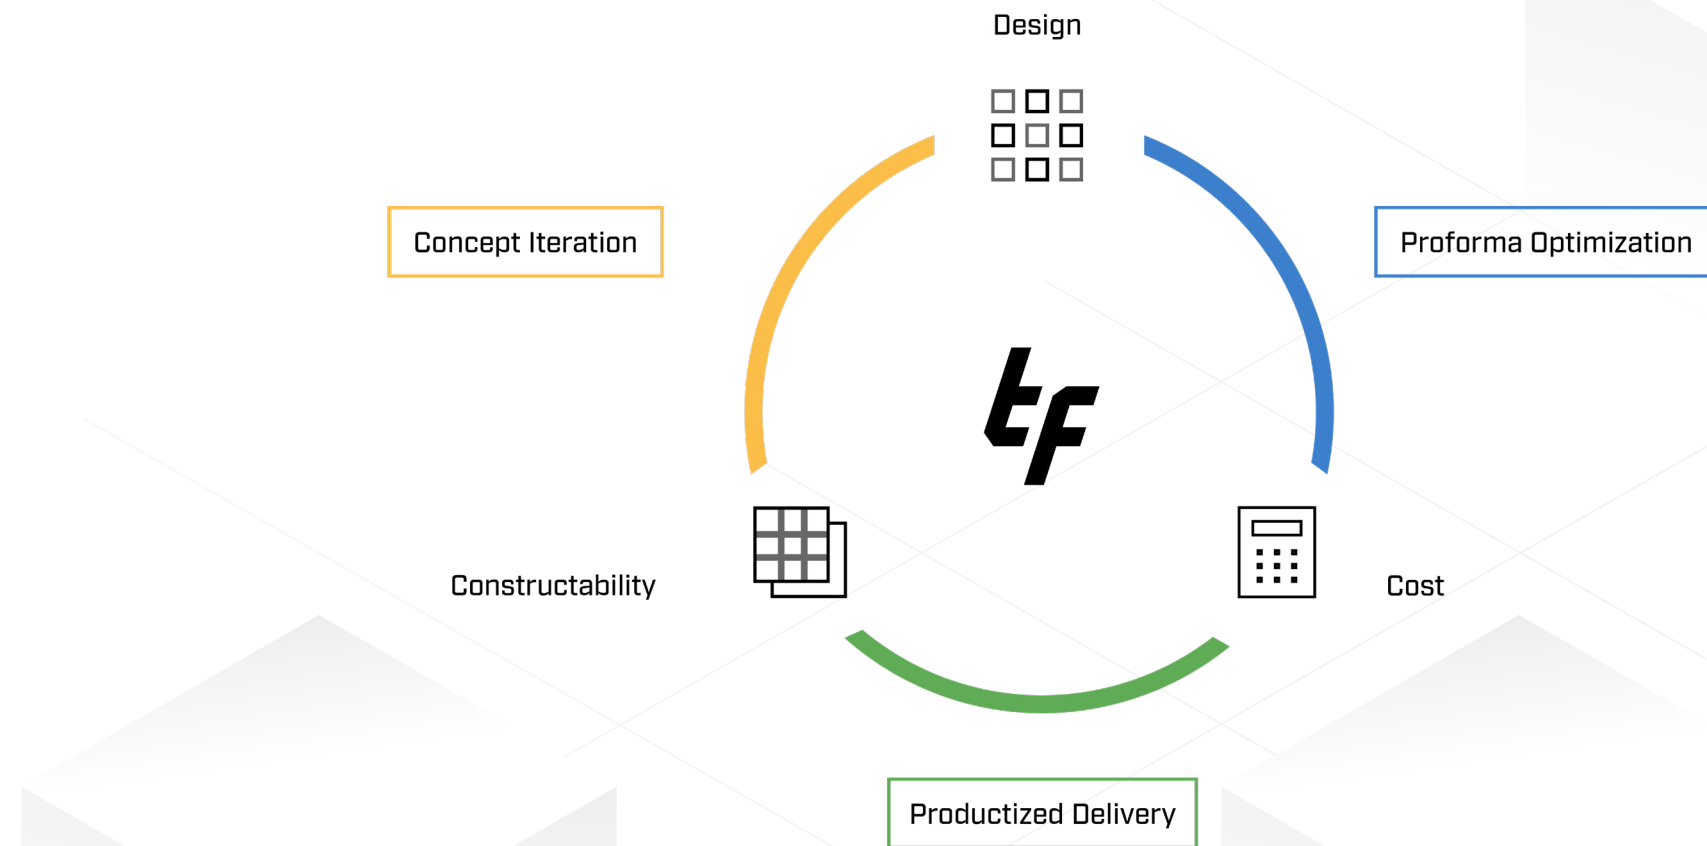 Design
Concept Iteration
Proforma Optimization
tf
Constructability
Cost
Productized Delivery